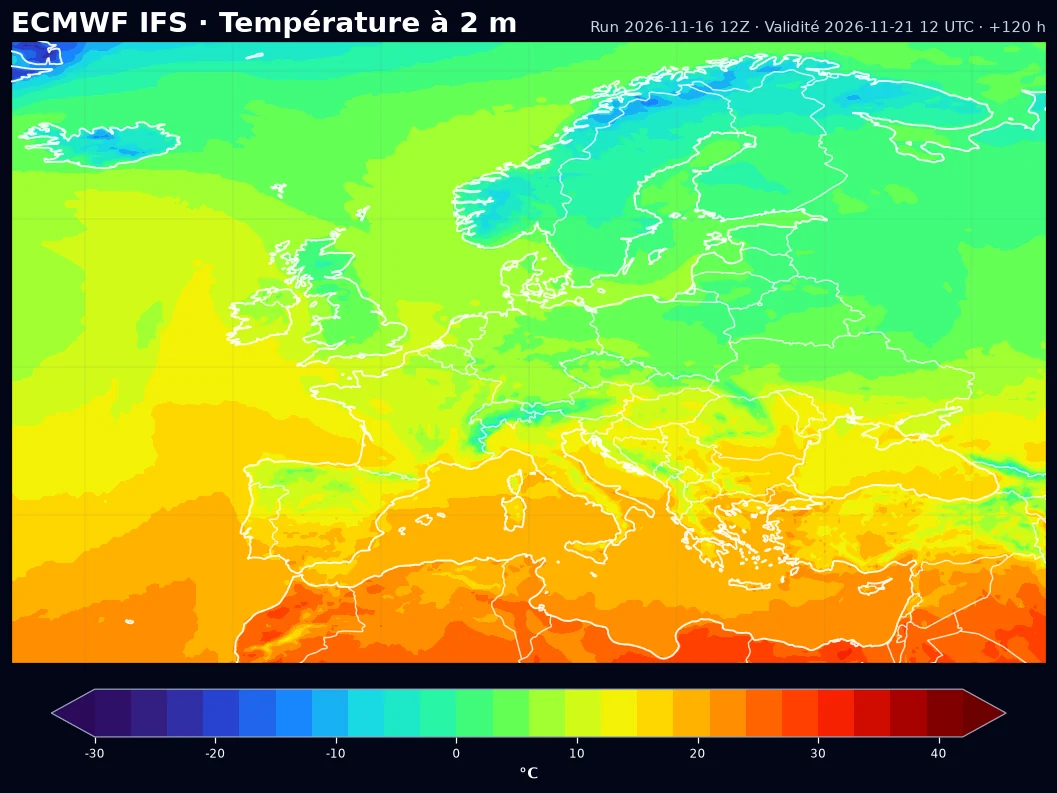 ECMWF IFS · Température à 2 m
Run 2026-11-16 12Z · Validité 2026-11-21 12 UTC · +120 h
-30 -20 -10 0 10 20 30 40
°C